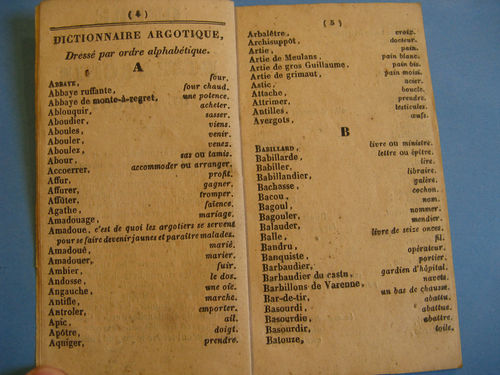 ( 4 )
DICTIONNAIRE ARGOTIQUE,
Dressé par ordre alphabétique.
A
ABBAYE, four.
Abbaye ruffante, four chaud.
Abbaye de monte-à-regret, une potence.
Ablouquir, acheter.
Aboudier, sasser.
Aboules, viens.
Abouler, venir.
Aboulez, venez.
Abour, sas ou tamis.
Accoerrer, accommoder ou arranger.
Affur, profit.
Affurer, gagner.
Affûter, tromper.
Agathe, faïence.
Amadouage, mariage.
Amadoue, c'est de quoi les argotiers se servent
pour se faire devenir jaunes et paraître malades.
Amadoué, marié.
Amadouer, marier.
Ambier, fuir.
Andosse, le dos.
Angauche, une oie.
Antifle, marche.
Antroler, emporter.
Apic, ail.
Apôtre, doigt.
Aquiger, prendre.
( 5 )
Arbalêtre, croix.
Archisuppôt, docteur.
Artie, pain.
Artie de Meulans, pain blanc.
Artie de gros Guillaume, pain bis.
Artie de grimaut, pain moisi.
Astic, acier.
Attache, boucle.
Attrimer, prendre.
Antilles, testicules.
Avergots, œufs.
B
BABILLARD, livre ou ministre.
Babillarde, lettre ou épître.
Babiller, lire.
Babillandier, libraire.
Bachasse, galère.
Bacou, cochon.
Bagoul, nom.
Bagouler, nommer.
Balauder, mendier.
Balle, livre de seize onces.
Bandru, fil.
Banquiste, opérateur.
Barbaudier, portier.
Barbaudier du castu, gardien d'hôpital.
Barbillons de Varenne, navets.
Bar-de-tir, un bas de chausse.
Basourdi, abattu.
Basourdie, abattus.
Basourdir, abattre.
Batouze, toile.